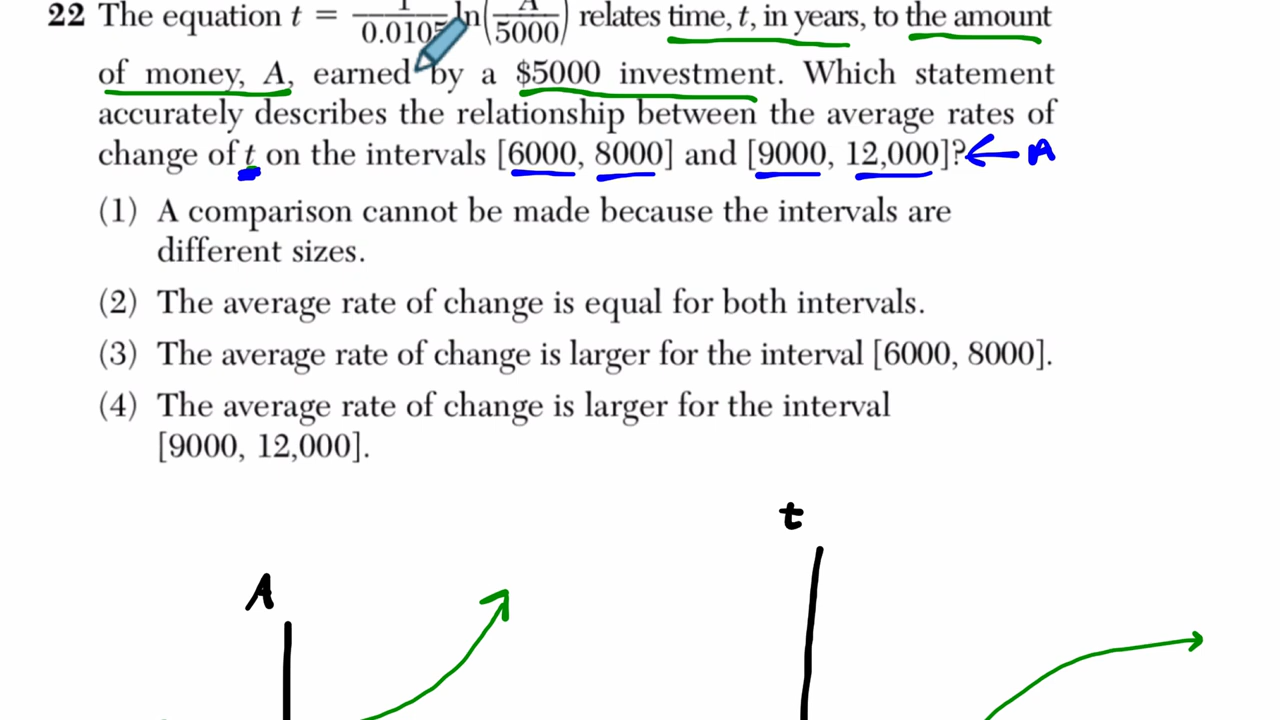 22 The equation t = 1/0.0105 ln(A/5000) relates time, t, in years, to the amount
of money, A, earned by a $5000 investment. Which statement
accurately describes the relationship between the average rates of
change of t on the intervals [6000, 8000] and [9000, 12,000]? ← A
(1) A comparison cannot be made because the intervals are
different sizes.
(2) The average rate of change is equal for both intervals.
(3) The average rate of change is larger for the interval [6000, 8000].
(4) The average rate of change is larger for the interval
[9000, 12,000].
t
A